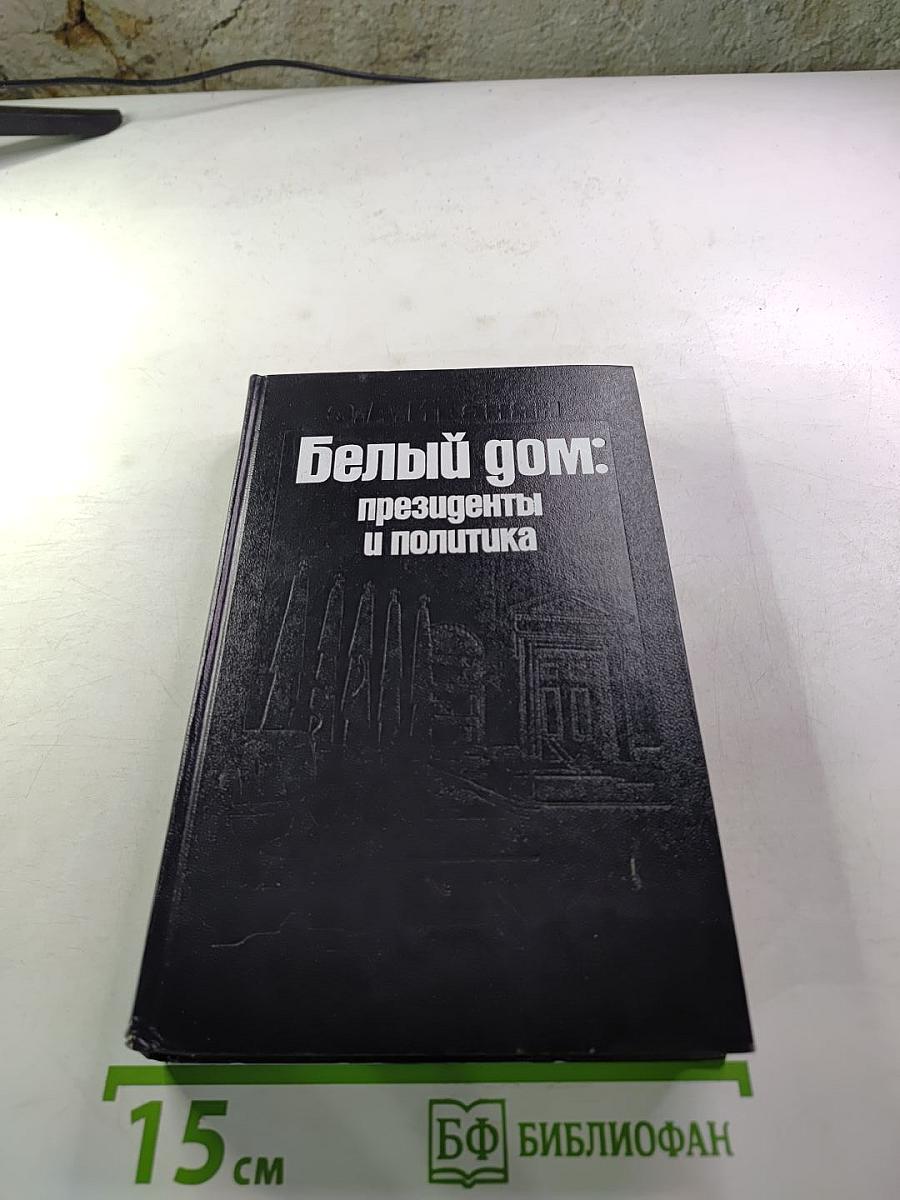 Белый дом:
президенты
и политика
15 см
БФ БИБЛИОФАН